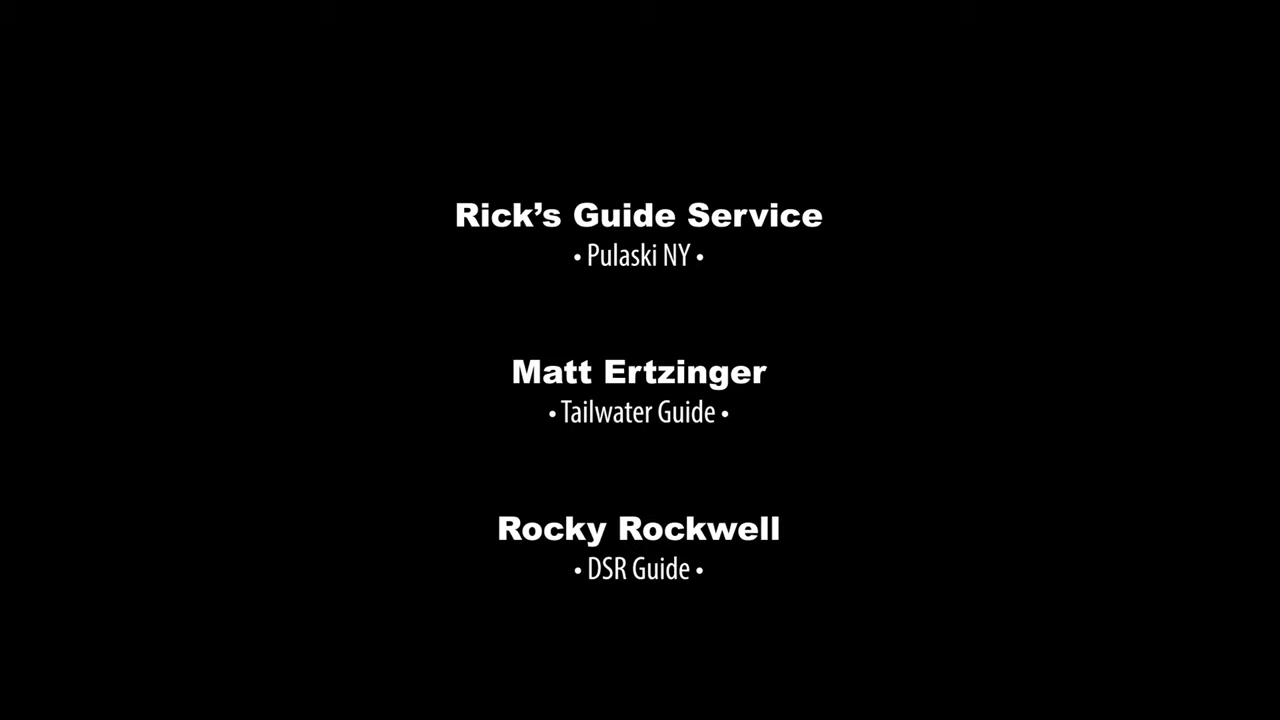 Rick’s Guide Service
• Pulaski NY •
Matt Ertzinger
• Tailwater Guide •
Rocky Rockwell
• DSR Guide •